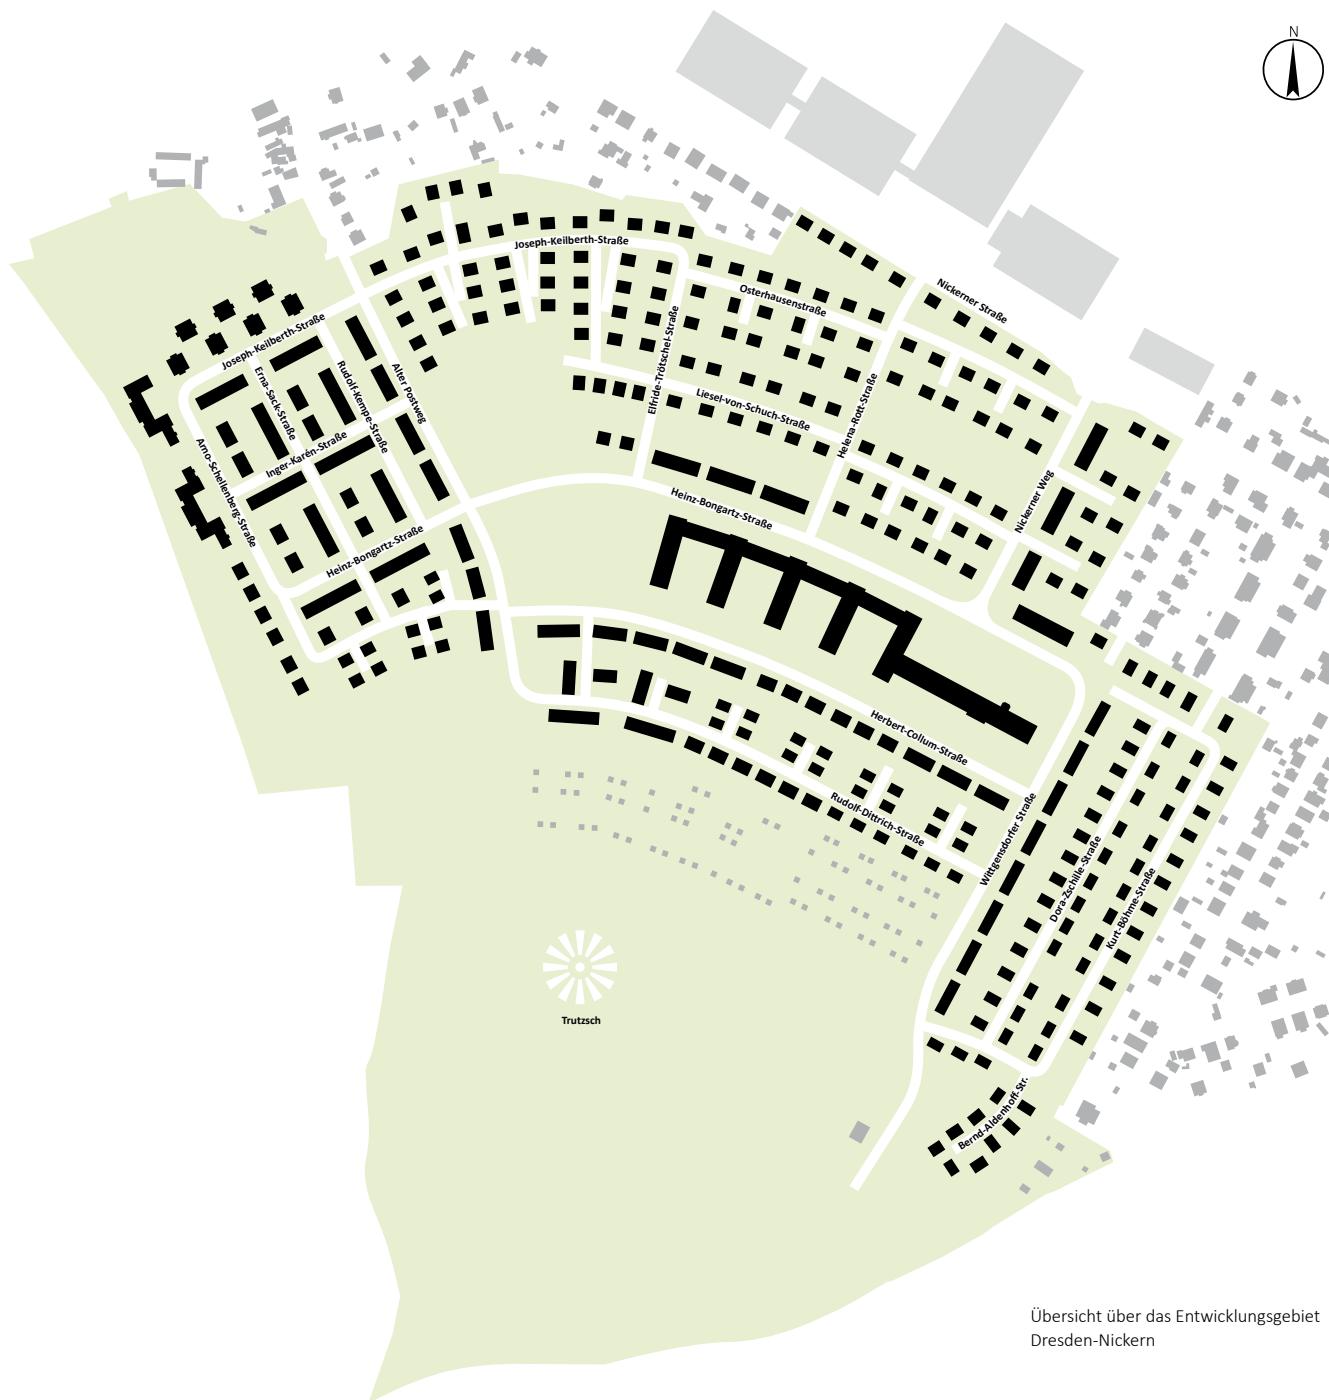 N
Joseph-Keilberth-Straße
Nickerner Straße
Osterhausenstraße
Joseph-Keilberth-Straße
Elfride-Trötschel-Straße
Erna-Sack-Straße
Rudolf-Kempe-Straße
Alter Postweg
Liesel-von-Schuch-Straße
Helena-Rott-Straße
Inger-Karén-Straße
Arno-Schellenberg-Straße
Heinz-Bongartz-Straße
Nickerner Weg
Heinz-Bongartz-Straße
Herbert-Collum-Straße
Rudolf-Dittrich-Straße
Wittgensdorfer Straße
Dora-Zschille-Straße
Kurt-Böhme-Straße
Trutzsch
Bernd-Aldenhoff-Str.
Übersicht über das Entwicklungsgebiet
Dresden-Nickern